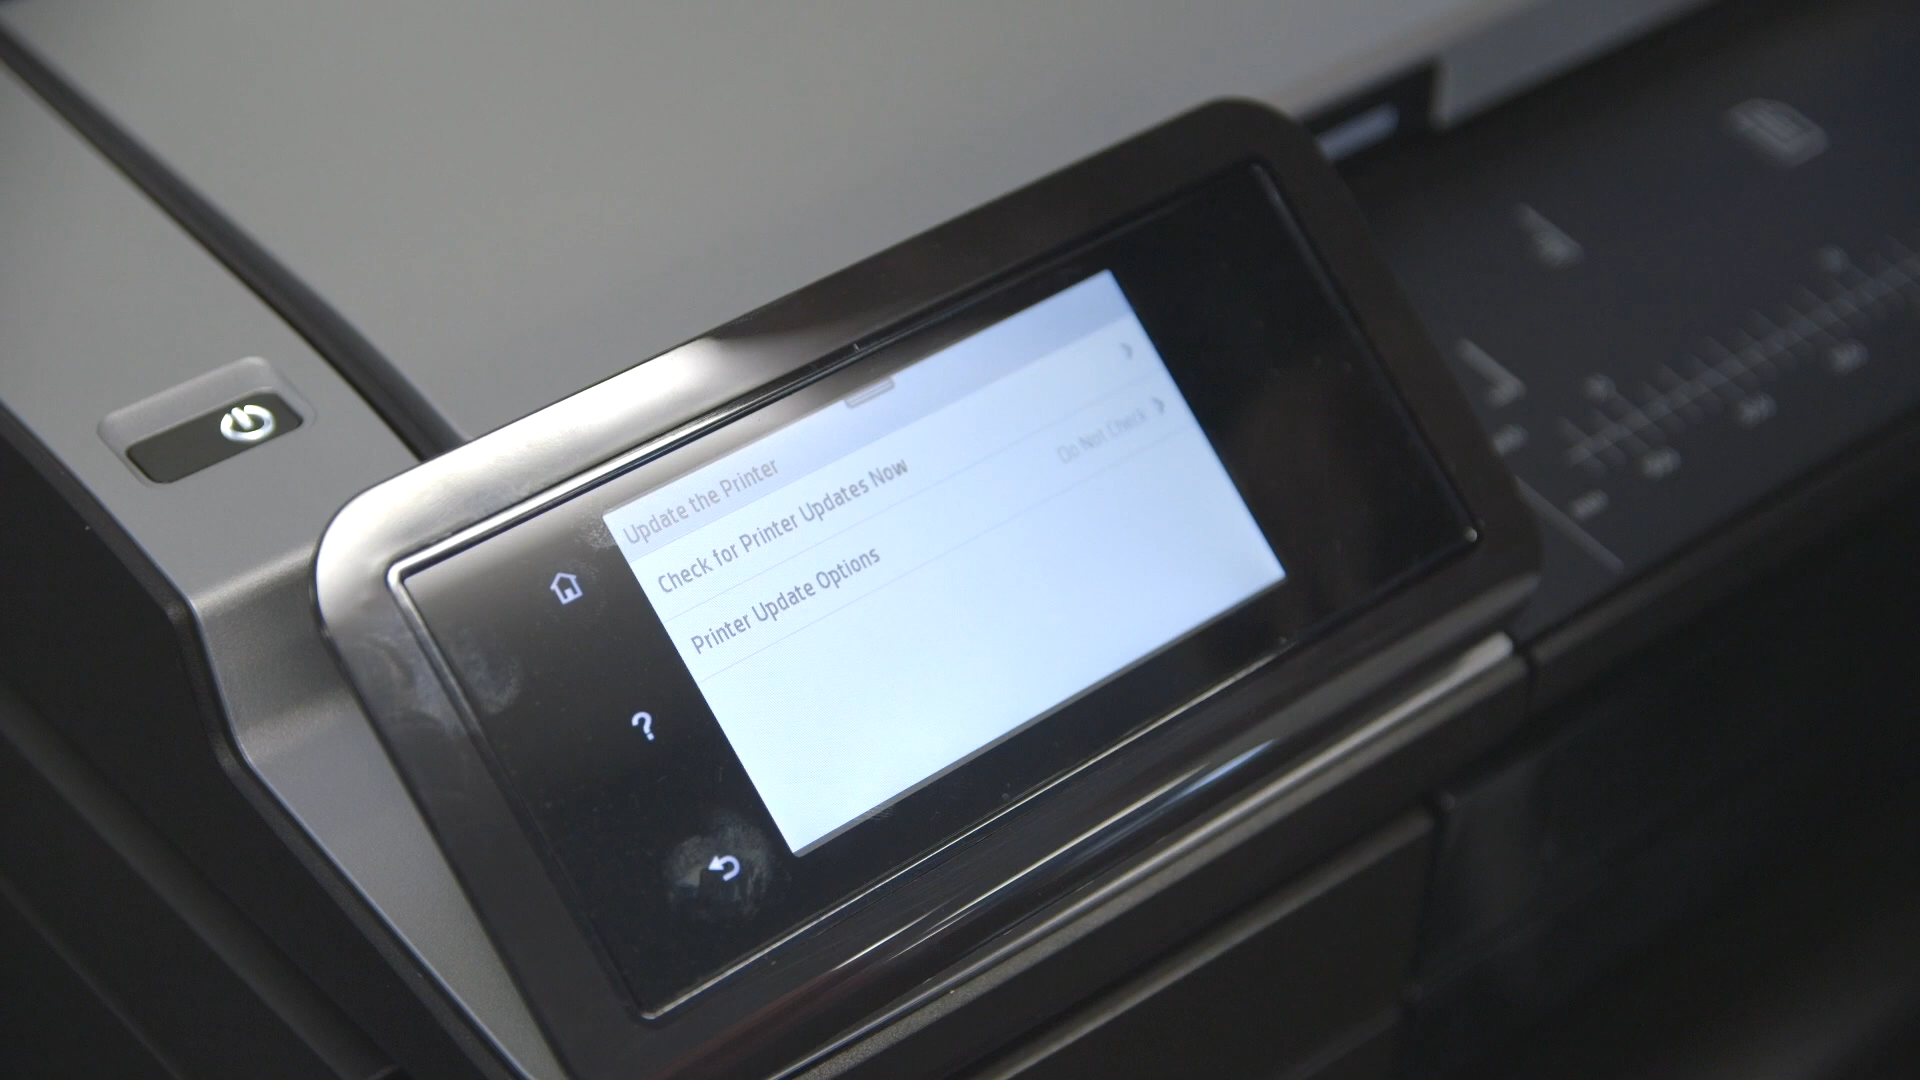 Update the Printer
Check for Printer Updates Now
Printer Update Options Do Not Check
?